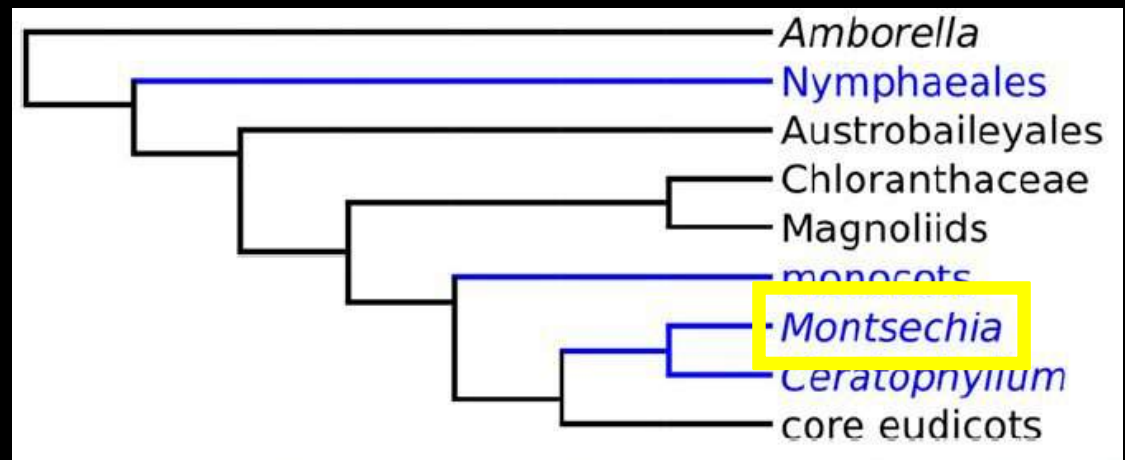 Amborella
Nymphaeales
Austrobaileyales
Chloranthaceae
Magnoliids
monocots
Montsechia
Ceratophyllum
core eudicots